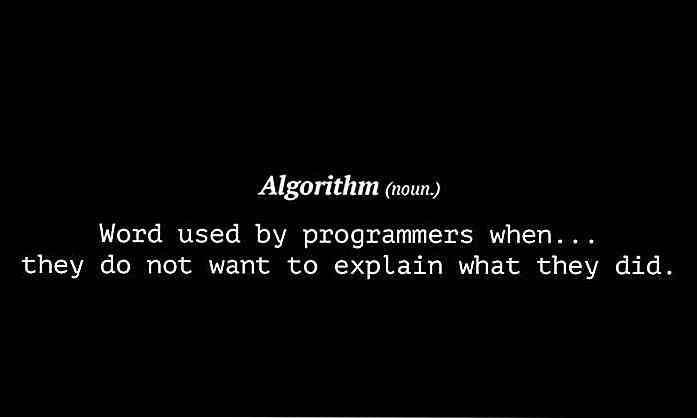 Algorithm (noun.)
Word used by programmers when...
they do not want to explain what they did.